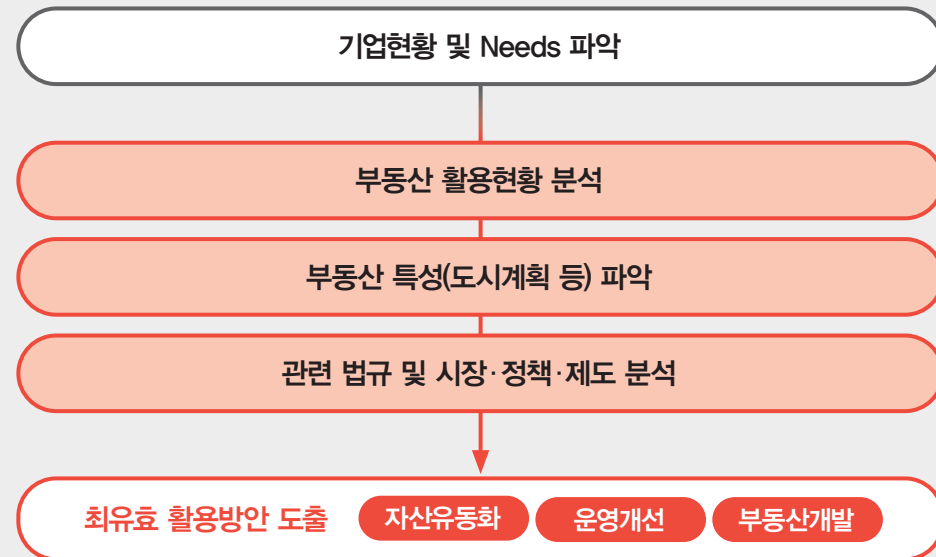 기업현황 및 Needs 파악
부동산 활용현황 분석
부동산 특성(도시계획 등) 파악
관련 법규 및 시장·정책·제도 분석
최유효 활용방안 도출 자산유동화 운영개선 부동산개발